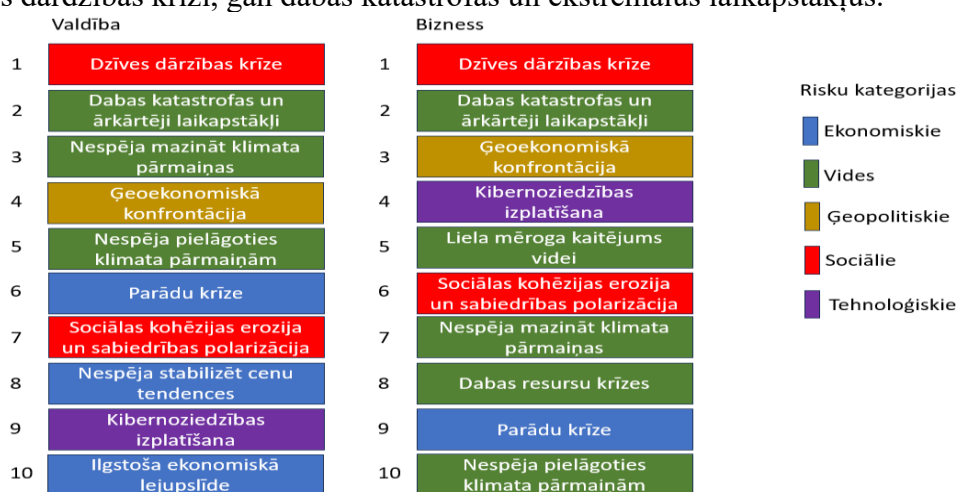 s dārdzības krīzi, gan dabas katastrofas un ekstremālus laikapstākļus.
Valdība
1 Dzīves dārzības krīze
2 Dabas katastrofas un
ārkārtēji laikapstākļi
3 Nespēja mazināt klimata
pārmaiņas
4 Ģeoekonomiskā
konfrontācija
5 Nespēja pielāgoties
klimata pārmaiņām
6 Parādu krīze
7 Sociālas kohēzijas erozija
un sabiedrības polarizācija
8 Nespēja stabilizēt cenu
tendences
9 Kibernoziedzības
izplatīšana
10 Ilgstoša ekonomiskā
lejupslīde
Bizness
1 Dzīves dārzības krīze
2 Dabas katastrofas un
ārkārtēji laikapstākļi
3 Ģeoekonomiskā
konfrontācija
4 Kibernoziedzības
izplatīšana
5 Liela mēroga kaitējums
videi
6 Sociālas kohēzijas erozija
un sabiedrības polarizācija
7 Nespēja mazināt klimata
pārmaiņas
8 Dabas resursu krīzes
9 Parādu krīze
10 Nespēja pielāgoties
klimata pārmaiņām
Risku kategorijas
Ekonomiskie
Vides
Ģeopolitiskie
Sociālie
Tehnoloģiskie